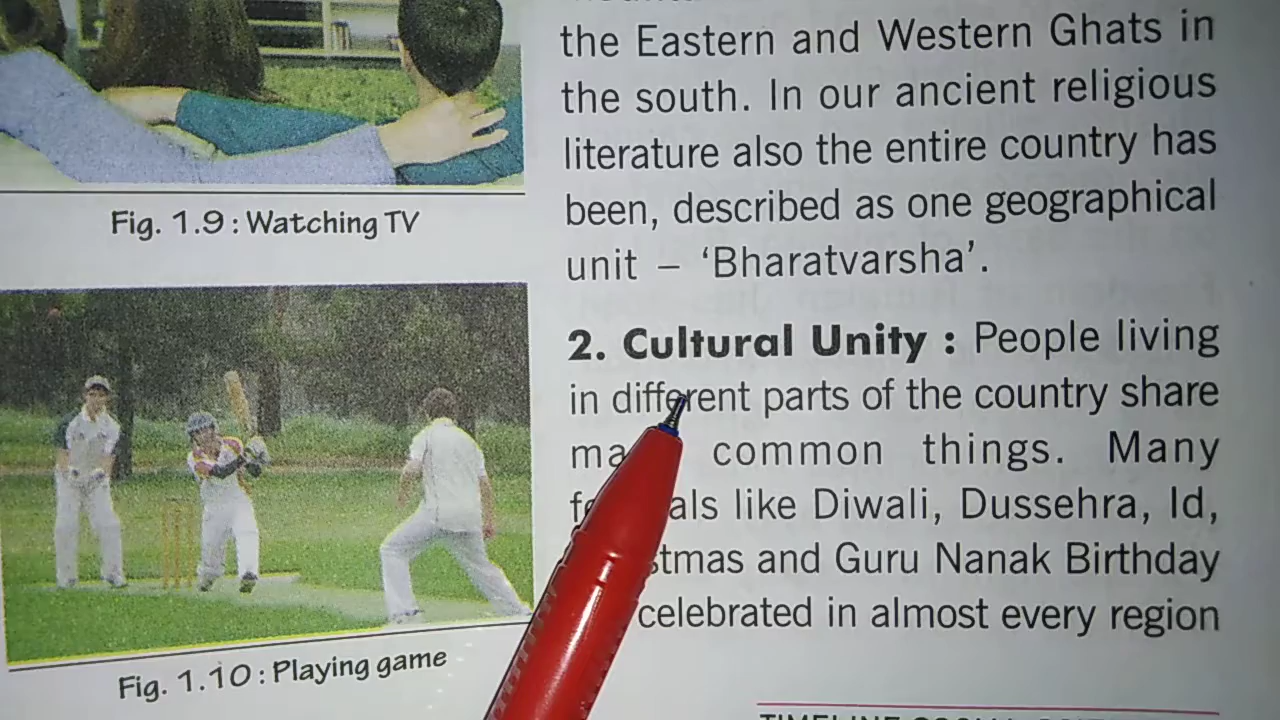 Fig. 1.9 : Watching TV
Fig. 1.10 : Playing game
the Eastern and Western Ghats in
the south. In our ancient religious
literature also the entire country has
been, described as one geographical
unit – ‘Bharatvarsha’.
2. Cultural Unity : People living
in different parts of the country share
common things. Many
like Diwali, Dussehra, Id,
and Guru Nanak Birthday
celebrated in almost every region